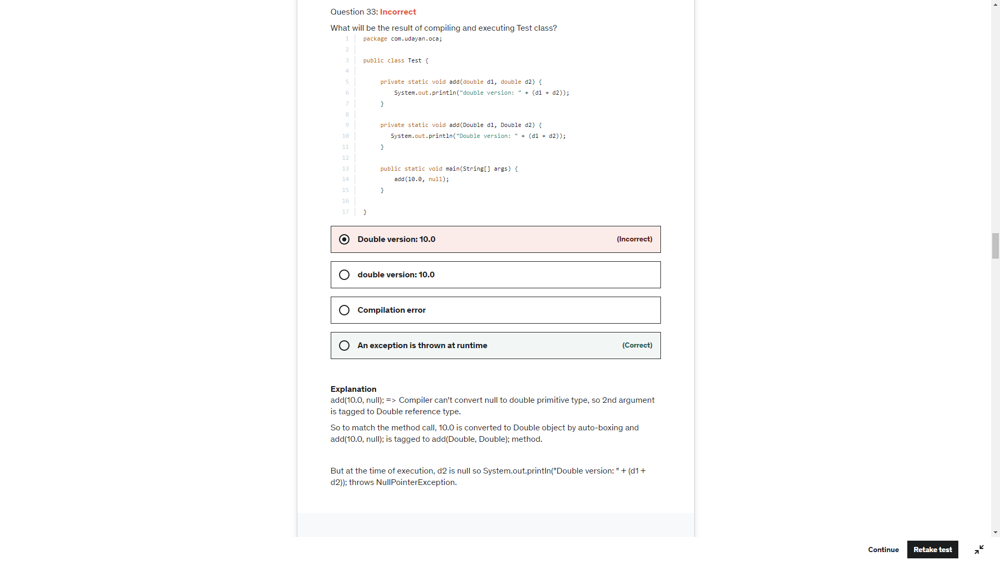 Question 33: Incorrect
What will be the result of compiling and executing Test class?
1 package com.udayan.oca;
2
3 public class Test {
4
5 private static void add(double d1, double d2) {
6 System.out.println("double version: " + (d1 + d2));
7 }
8
9 private static void add(Double d1, Double d2) {
10 System.out.println("Double version: " + (d1 + d2));
11 }
12
13 public static void main(String[] args) {
14 add(10.0, null);
15 }
16
17 }
Double version: 10.0 (Incorrect)
double version: 10.0
Compilation error
An exception is thrown at runtime (Correct)
Explanation
add(10.0, null); => Compiler can't convert null to double primitive type, so 2nd argument
is tagged to Double reference type.
So to match the method call, 10.0 is converted to Double object by auto-boxing and
add(10.0, null); is tagged to add(Double, Double); method.
But at the time of execution, d2 is null so System.out.println("Double version: " + (d1 +
d2)); throws NullPointerException.
Continue Retake test